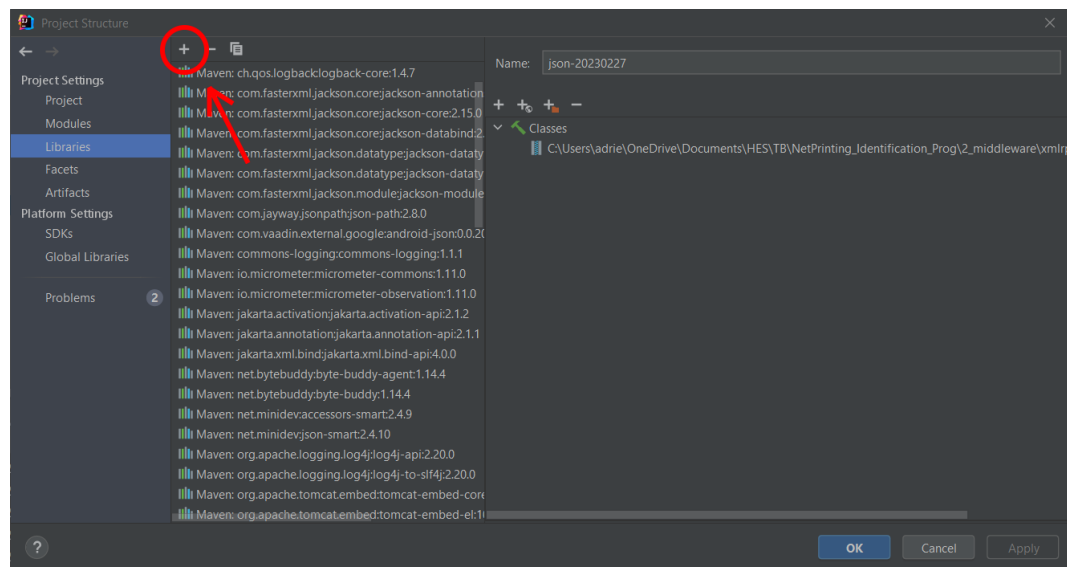 Project Structure
Project Settings
Project
Modules
Libraries
Facets
Artifacts
Platform Settings
SDKs
Global Libraries
Problems 2
Maven: ch.qos.logback:logback-core:1.4.7
Maven: com.fasterxml.jackson.core:jackson-annotation
Maven: com.fasterxml.jackson.core:jackson-core:2.15.0
Maven: com.fasterxml.jackson.core:jackson-databind:2.
Maven: com.fasterxml.jackson.datatype:jackson-dataty
Maven: com.fasterxml.jackson.datatype:jackson-dataty
Maven: com.fasterxml.jackson.module:jackson-module
Maven: com.jayway.jsonpath:json-path:2.8.0
Maven: com.vaadin.external.google:android-json:0.0.20
Maven: commons-logging:commons-logging:1.1.1
Maven: io.micrometer:micrometer-commons:1.11.0
Maven: io.micrometer:micrometer-observation:1.11.0
Maven: jakarta.activation:jakarta.activation-api:2.1.2
Maven: jakarta.annotation:jakarta.annotation-api:2.1.1
Maven: jakarta.xml.bind:jakarta.xml.bind-api:4.0.0
Maven: net.bytebuddy:byte-buddy-agent:1.14.4
Maven: net.bytebuddy:byte-buddy:1.14.4
Maven: net.minidev:accessors-smart:2.4.9
Maven: net.minidev:json-smart:2.4.10
Maven: org.apache.logging.log4j:log4j-api:2.20.0
Maven: org.apache.logging.log4j:log4j-to-slf4j:2.20.0
Maven: org.apache.tomcat.embed:tomcat-embed-core
Maven: org.apache.tomcat.embed:tomcat-embed-el:1
Name: json-20230227
Classes
C:\Users\adrie\OneDrive\Documents\HES\TB\NetPrinting_Identification_Prog\2_middleware\xmlrp
?
OK Cancel Apply